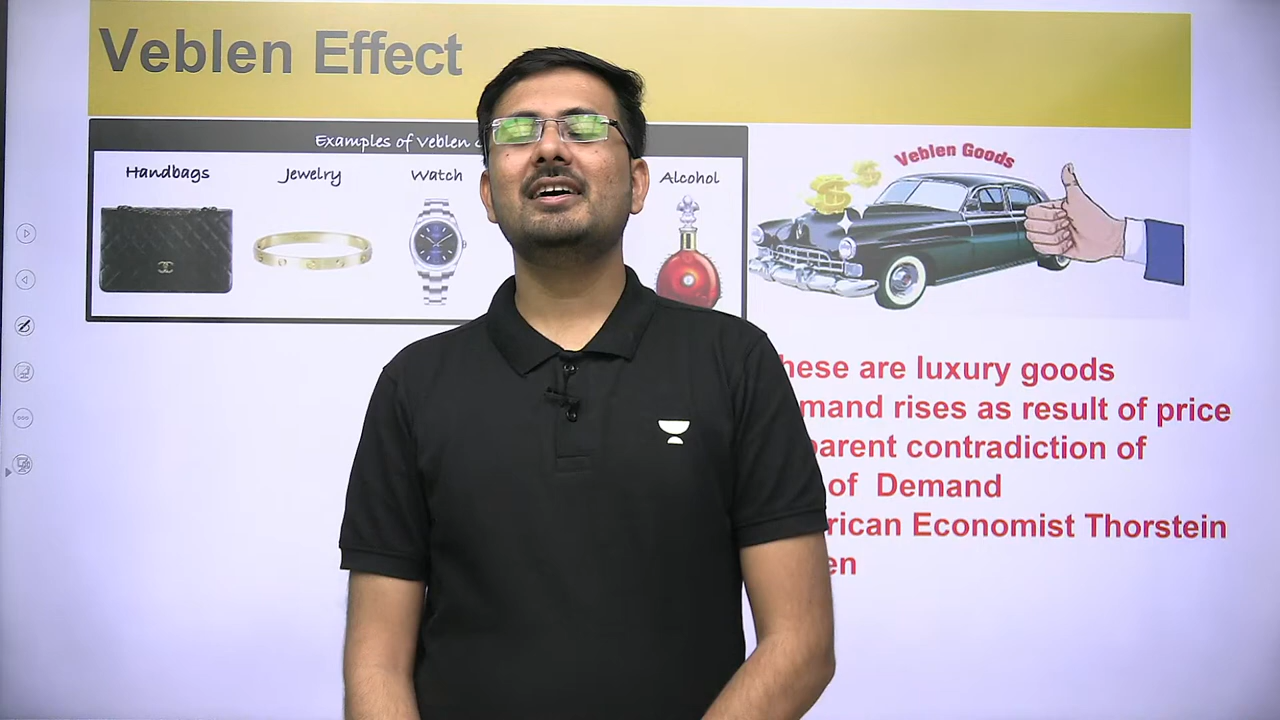 Veblen Effect
Examples of Veblen
Handbags
Jewelry
Watch
Alcohol
Veblen Goods
hese are luxury goods
mand rises as result of price
parent contradiction of
of Demand
rican Economist Thorstein
en